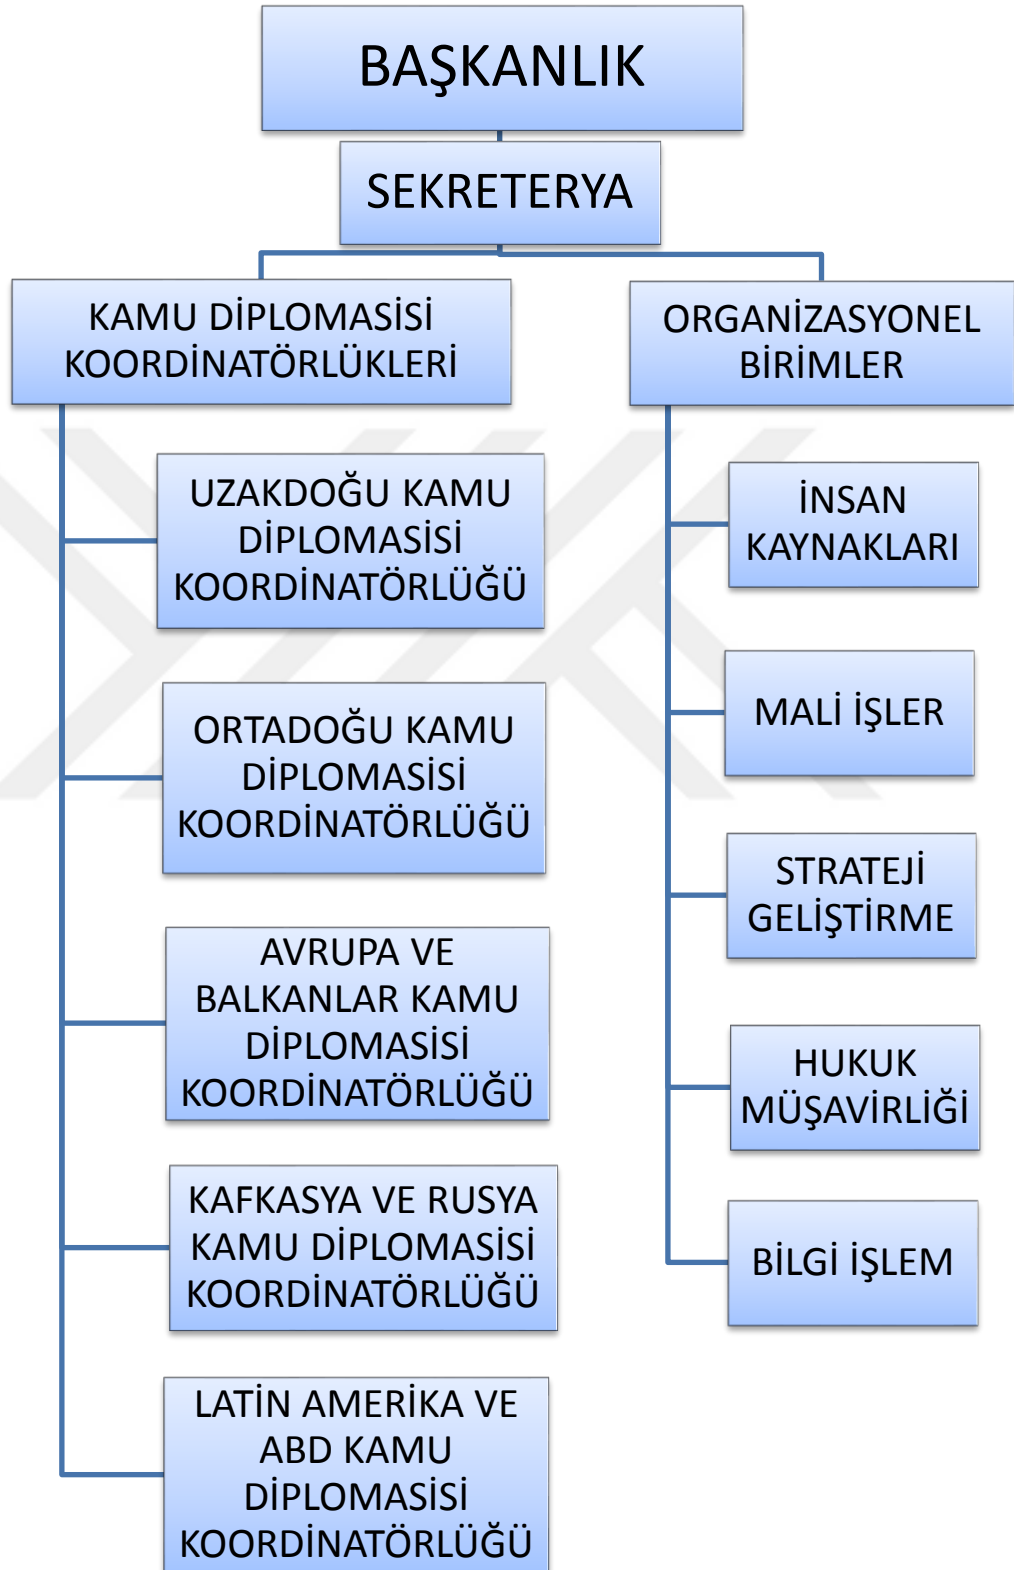 BAŞKANLIK
SEKRETERYA
KAMU DİPLOMASİSİ
KOORDİNATÖRLÜKLERİ
UZAKDOĞU KAMU
DİPLOMASİSİ
KOORDİNATÖRLÜĞÜ
ORTADOĞU KAMU
DİPLOMASİSİ
KOORDİNATÖRLÜĞÜ
AVRUPA VE
BALKANLAR KAMU
DİPLOMASİSİ
KOORDİNATÖRLÜĞÜ
KAFKASYA VE RUSYA
KAMU DİPLOMASİSİ
KOORDİNATÖRLÜĞÜ
LATİN AMERİKA VE
ABD KAMU
DİPLOMASİSİ
KOORDİNATÖRLÜĞÜ
ORGANİZASYONEL
BİRİMLER
İNSAN
KAYNAKLARI
MALİ İŞLER
STRATEJİ
GELİŞTİRME
HUKUK
MÜŞAVİRLİĞİ
BİLGİ İŞLEM